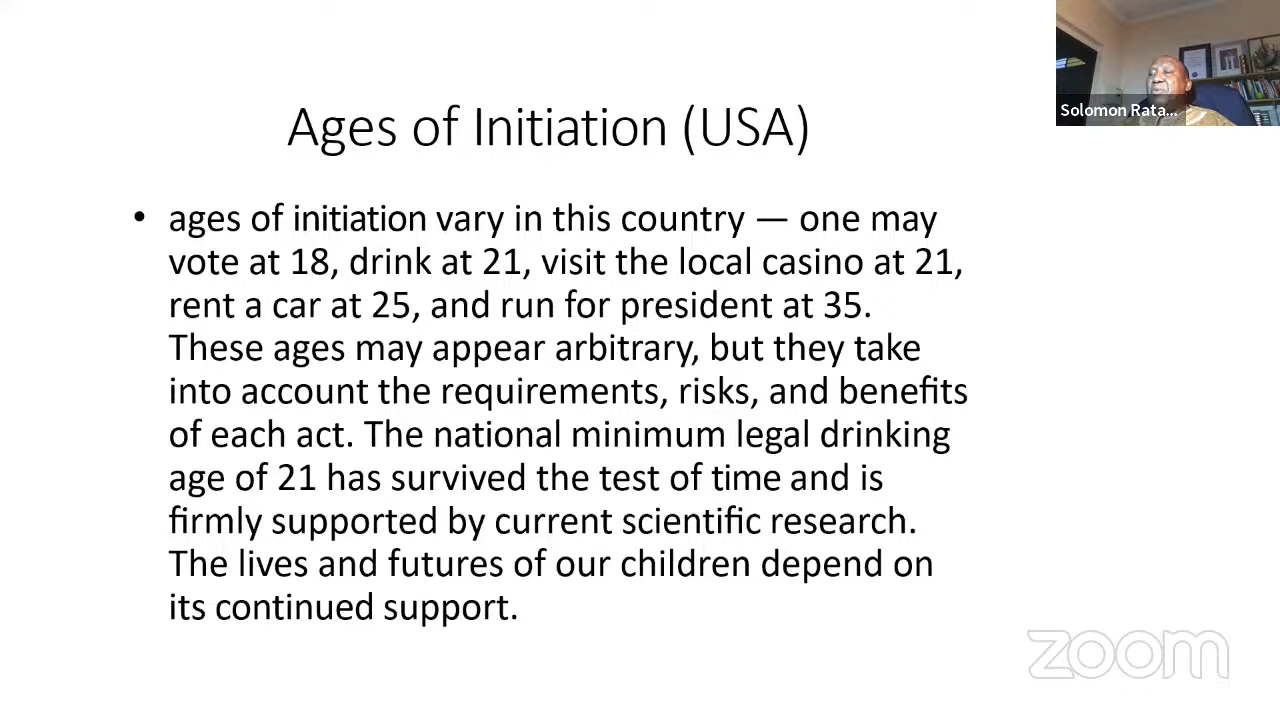 Solomon Rata...
Ages of Initiation (USA)
• ages of initiation vary in this country — one may
vote at 18, drink at 21, visit the local casino at 21,
rent a car at 25, and run for president at 35.
These ages may appear arbitrary, but they take
into account the requirements, risks, and benefits
of each act. The national minimum legal drinking
age of 21 has survived the test of time and is
firmly supported by current scientific research.
The lives and futures of our children depend on
its continued support.
zoom